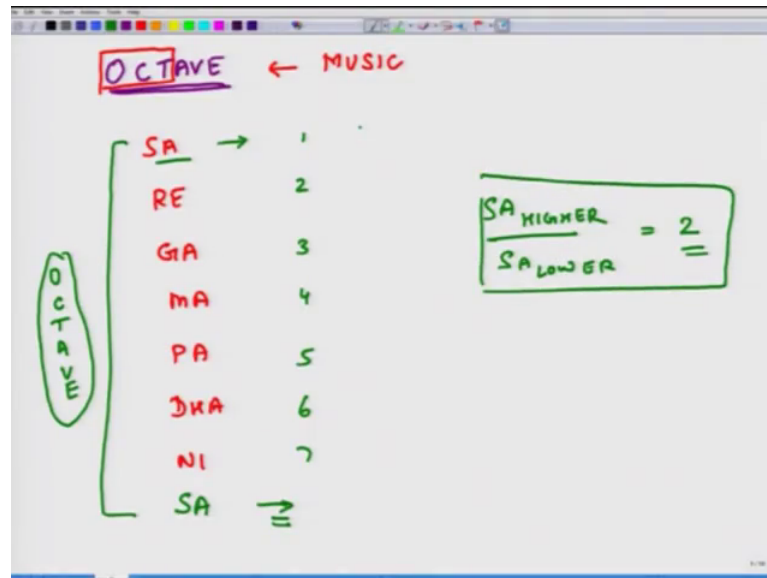 OCTAVE ← MUSIC
SA → 1
RE 2
GA 3
MA 4
PA 5
DHA 6
NI 7
SA →
OCTAVE
SA HIGHER / SA LOWER = 2